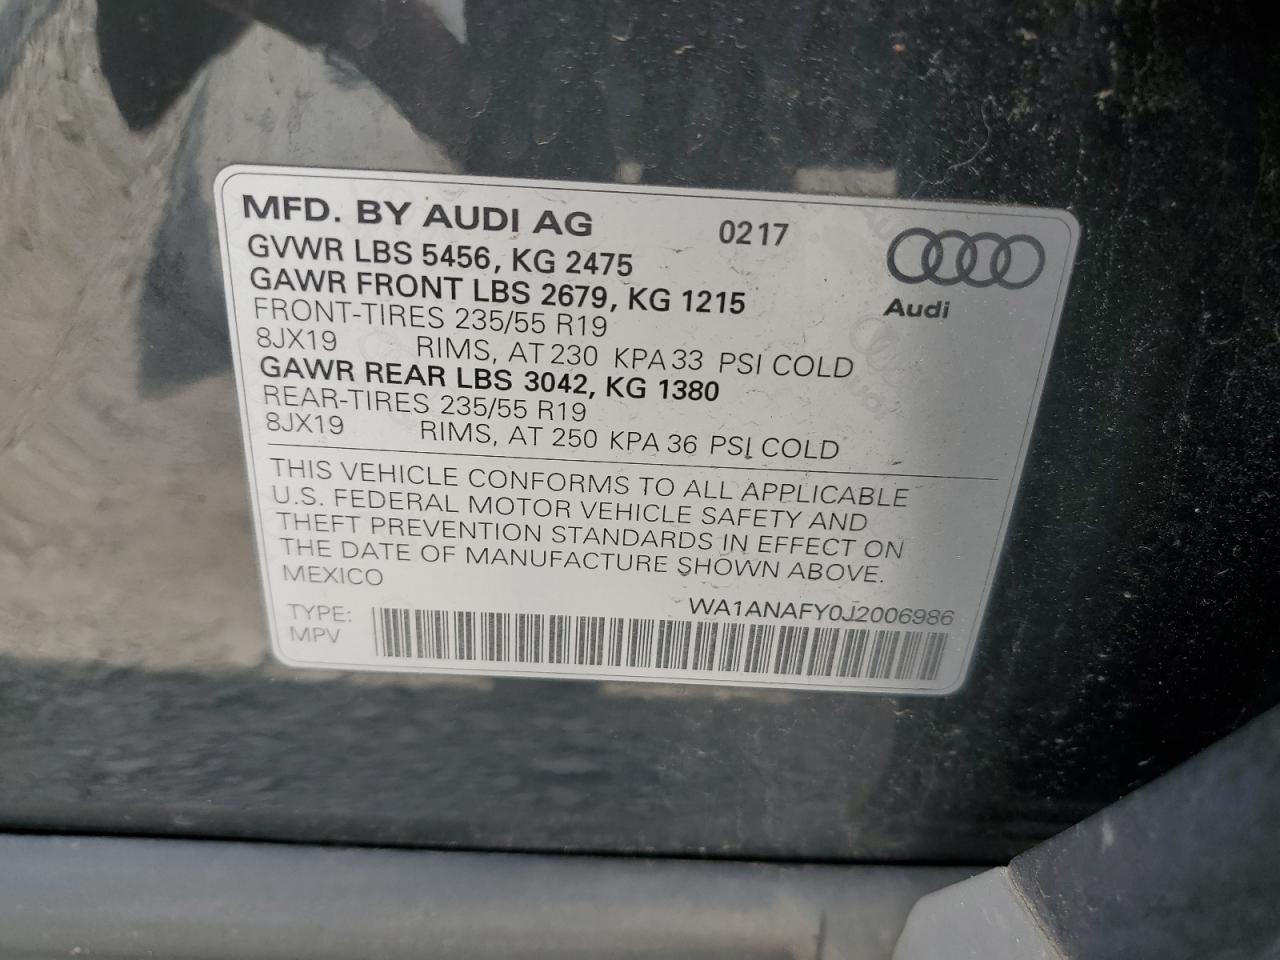 MFD. BY AUDI AG 0217
GVWR LBS 5456, KG 2475
GAWR FRONT LBS 2679, KG 1215
Audi
FRONT-TIRES 235/55 R19
8JX19 RIMS, AT 230 KPA 33 PSI COLD
GAWR REAR LBS 3042, KG 1380
REAR-TIRES 235/55 R19
8JX19 RIMS, AT 250 KPA 36 PSI COLD
THIS VEHICLE CONFORMS TO ALL APPLICABLE
U.S. FEDERAL MOTOR VEHICLE SAFETY AND
THEFT PREVENTION STANDARDS IN EFFECT ON
THE DATE OF MANUFACTURE SHOWN ABOVE.
MEXICO
WA1ANAFY0J2006986
TYPE:
MPV